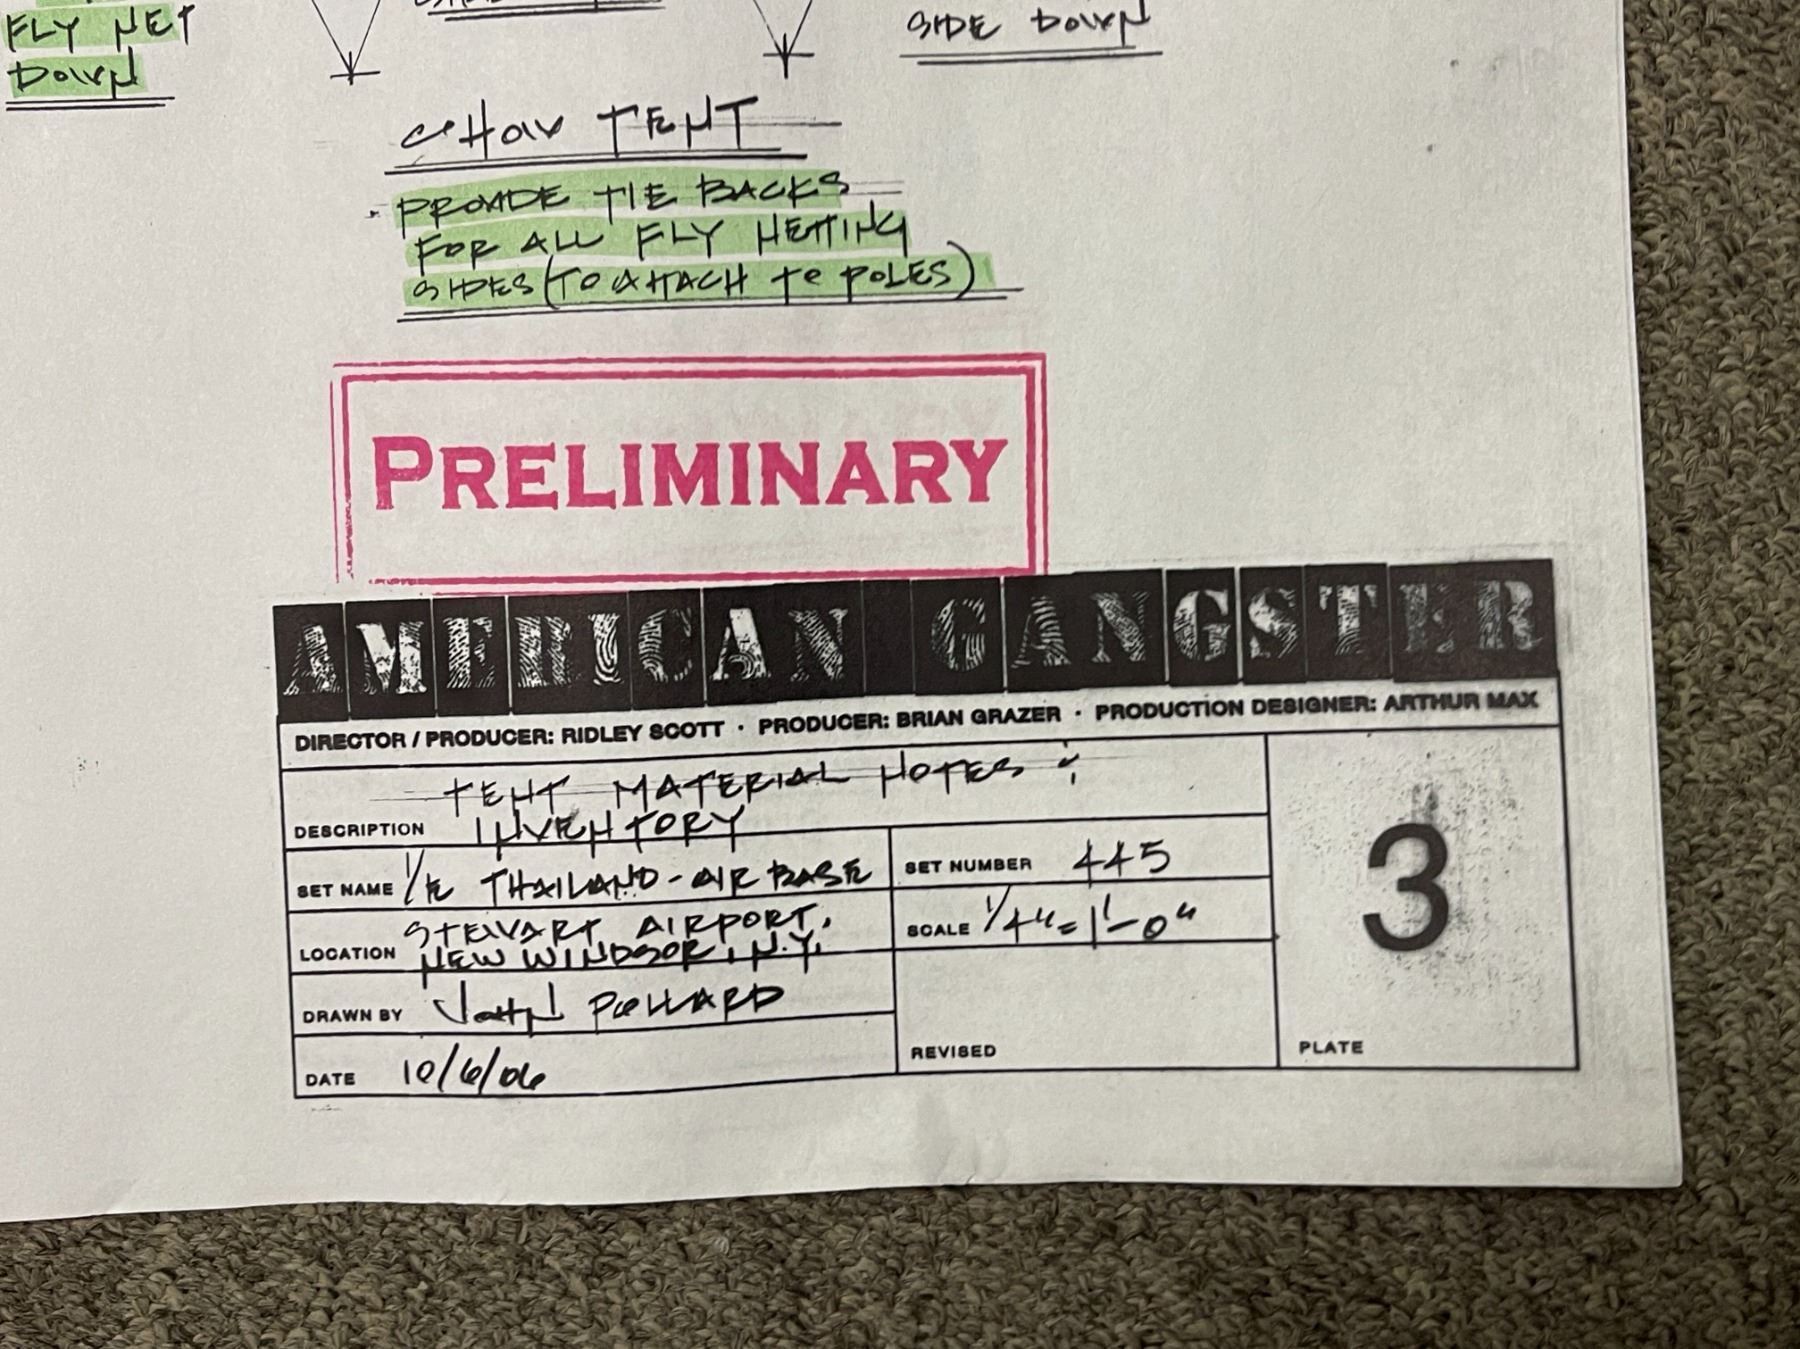 FLY NET
DOWN
SIDE DOWN
CHOW TENT
PROVIDE TIE BACKS
FOR ALL FLY NETTING
SIDES (TO ATTACH TO POLES)
PRELIMINARY
AMERICAN GANGSTER
DIRECTOR / PRODUCER: RIDLEY SCOTT · PRODUCER: BRIAN GRAZER · PRODUCTION DESIGNER: ARTHUR MAX
TENT MATERIAL NOTES &
DESCRIPTION INVENTORY
SET NAME I/E THAILAND - AIR BASE
SET NUMBER 445
STEWART AIRPORT,
LOCATION NEW WINDSOR, N.Y.
SCALE 1/4" = 1'-0"
DRAWN BY JOHN POLLARD
DATE 10/6/06
REVISED
3
PLATE